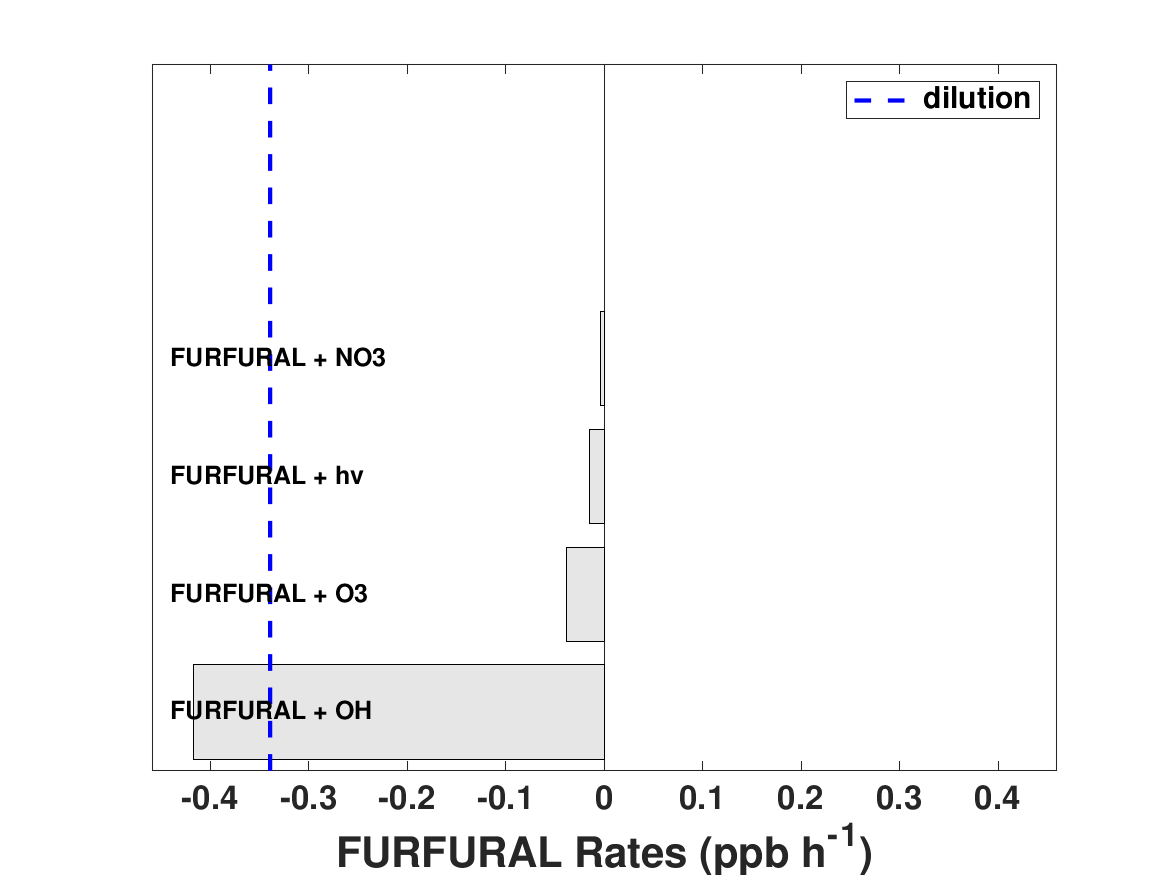 dilution
FURFURAL + NO3
FURFURAL + hv
FURFURAL + O3
FURFURAL + OH
-0.4 -0.3 -0.2 -0.1 0 0.1 0.2 0.3 0.4
FURFURAL Rates (ppb h⁻¹)